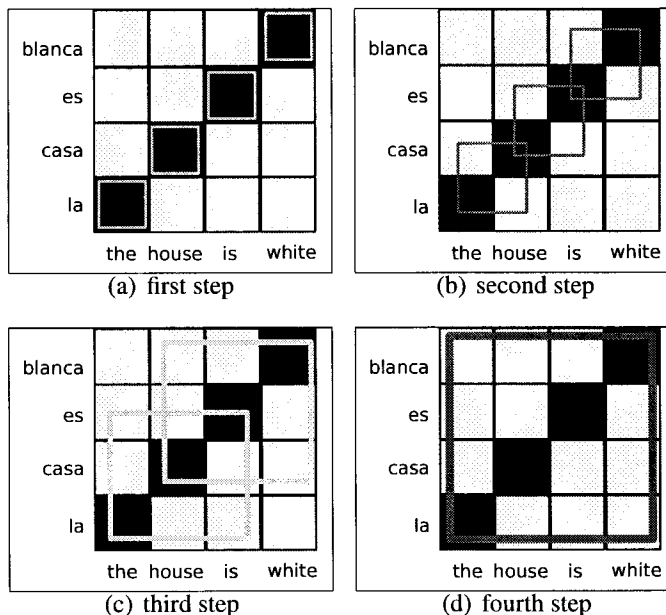 blanca
es
casa
la
the house is white
(a) first step
blanca
es
casa
la
the house is white
(b) second step
blanca
es
casa
la
the house is white
(c) third step
blanca
es
casa
la
the house is white
(d) fourth step